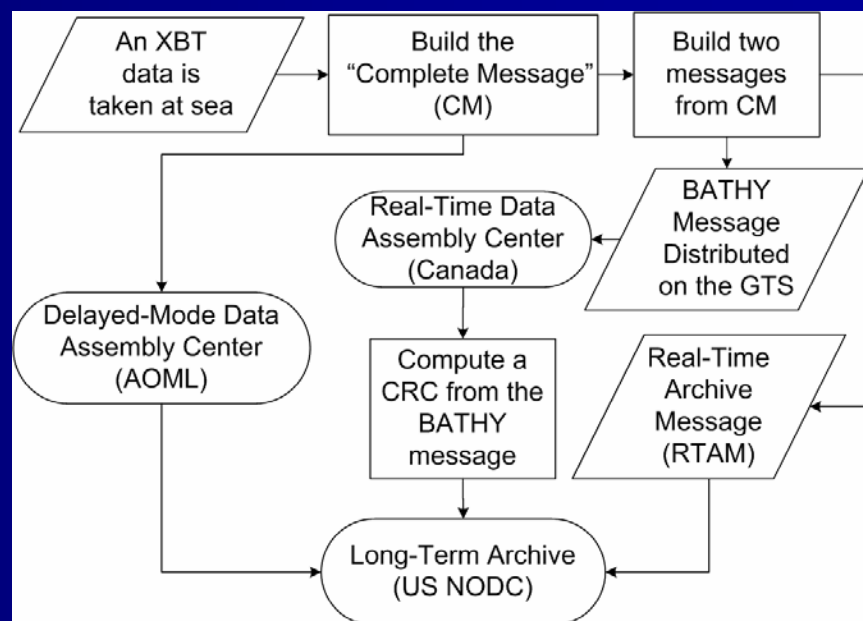 An XBT
data is
taken at sea
Build the
“Complete Message”
(CM)
Build two
messages
from CM
BATHY
Message
Distributed
on the GTS
Real-Time Data
Assembly Center
(Canada)
Delayed-Mode Data
Assembly Center
(AOML)
Compute a
CRC from the
BATHY
message
Real-Time
Archive
Message
(RTAM)
Long-Term Archive
(US NODC)